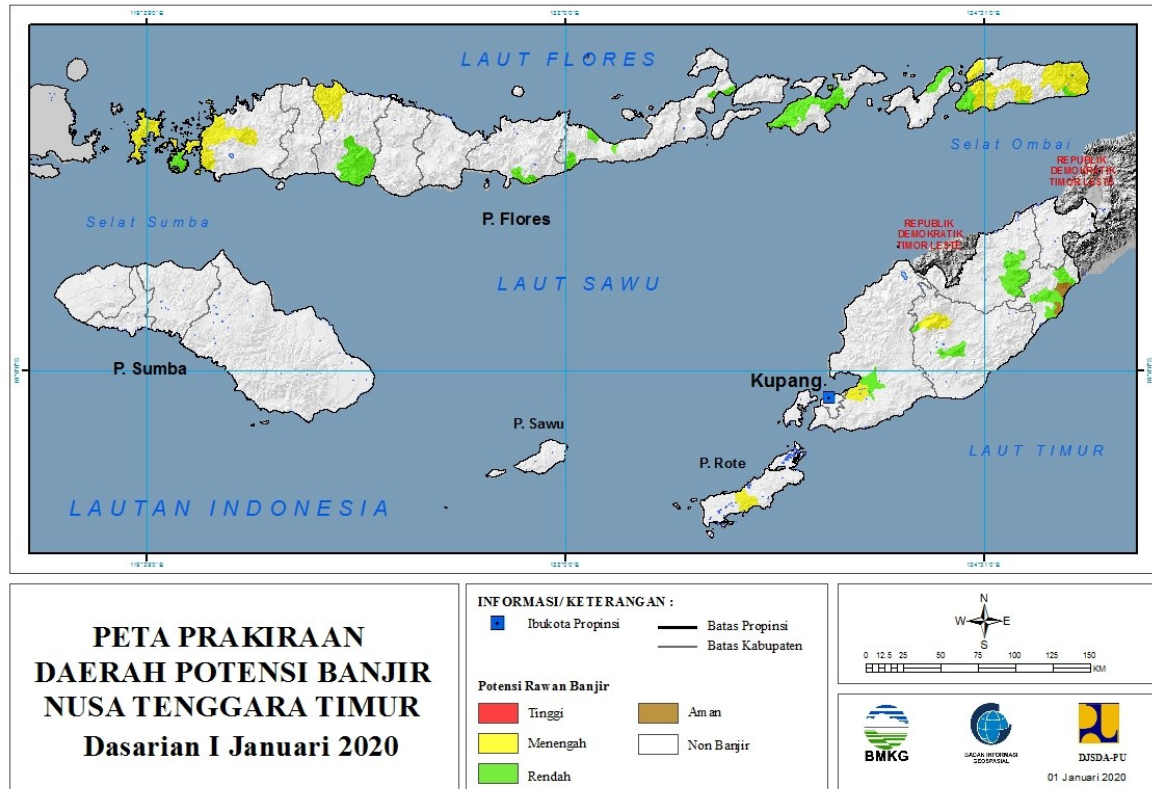 LAUT FLORES
Selat Ombai
REPUBLIK
DEMOKRATIK
TIMOR LESTE
Selat Sumba
P. Flores
REPUBLIK
DEMOKRATIK
TIMOR LESTE
LAUT SAWU
P. Sumba
Kupang
P. Sawu
P. Rote
LAUT TIMUR
LAUTAN INDONESIA
PETA PRAKIRAAN
DAERAH POTENSI BANJIR
NUSA TENGGARA TIMUR
Dasarian I Januari 2020
INFORMASI/ KETERANGAN :
Ibukota Propinsi
Batas Propinsi
Batas Kabupaten
Potensi Rawan Banjir
Tinggi
Aman
Menengah
Non Banjir
Rendah
N
W E
S
0 12.5 25 50 75 100 125 150
KM
BMKG
BADAN INFORMASI
GEOSPASIAL
DJSDA-PU
01 Januari 2020